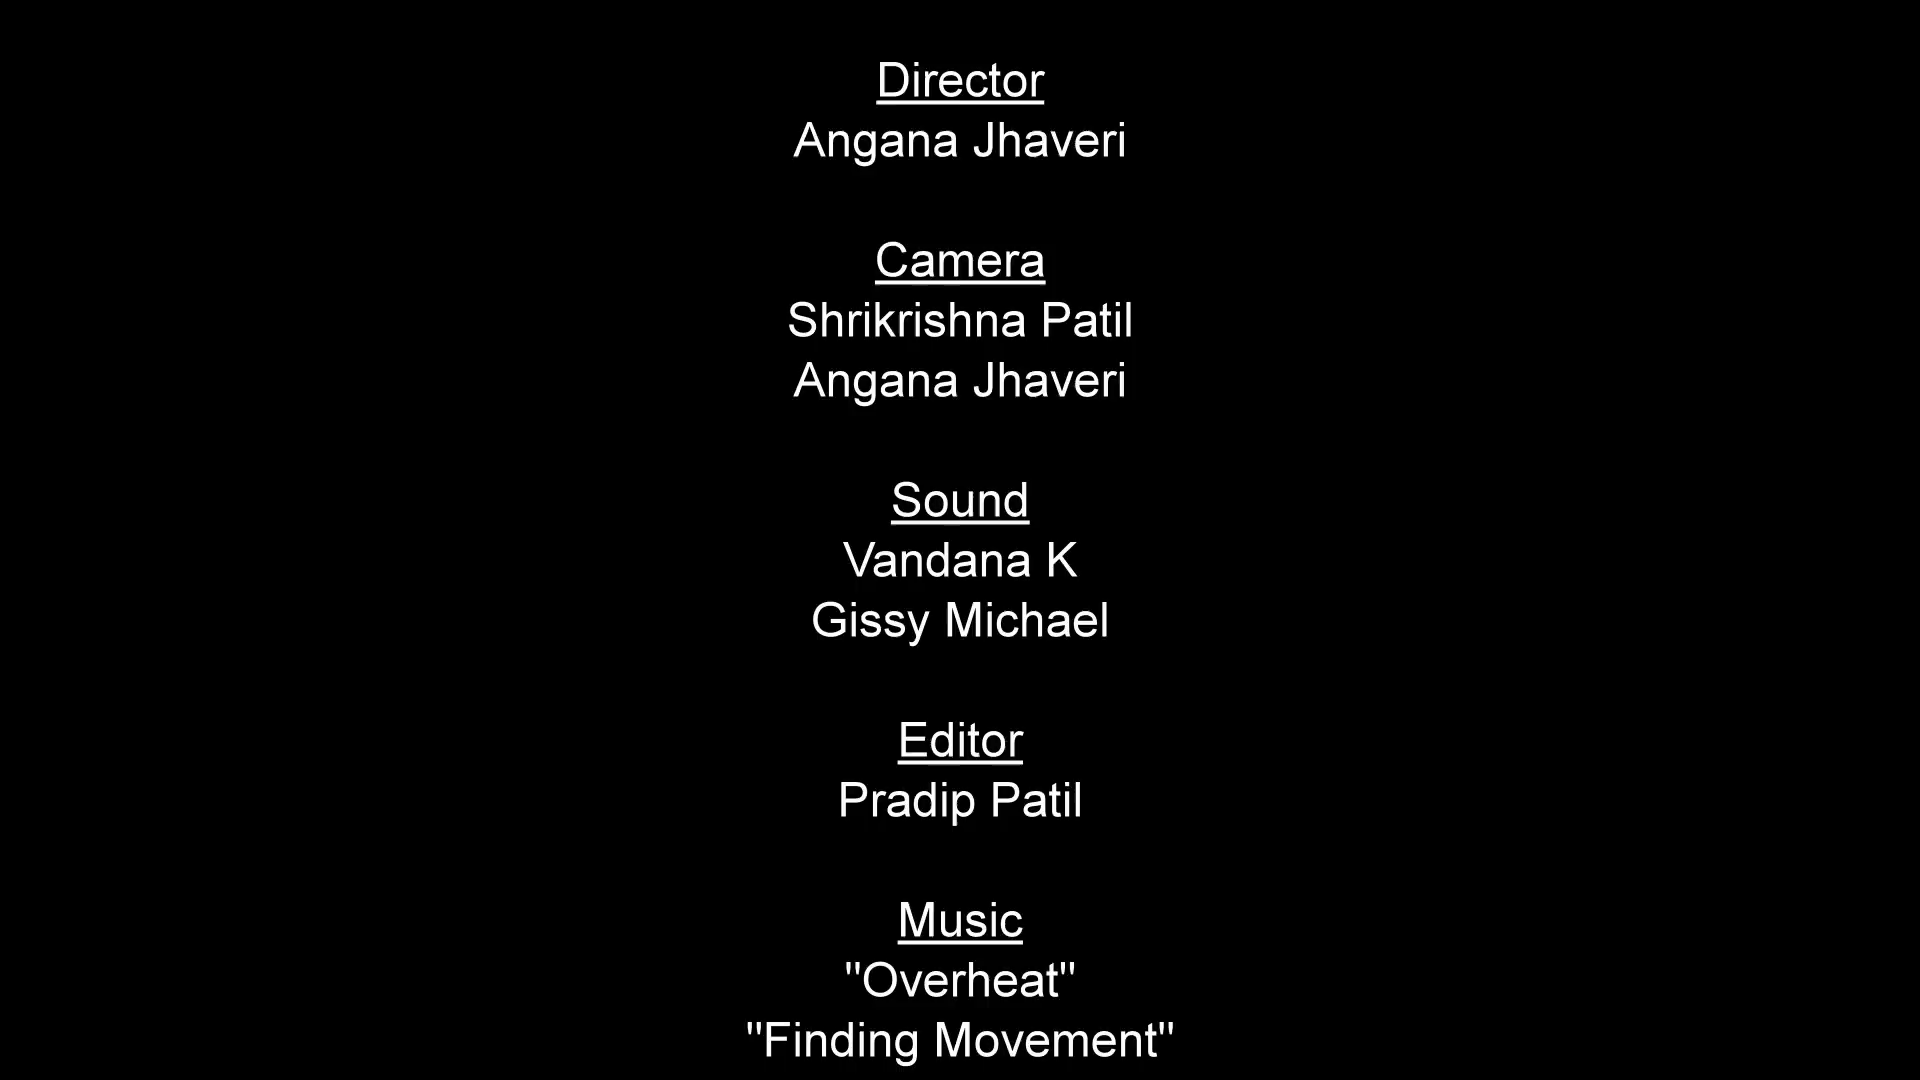 Director
Angana Jhaveri
Camera
Shrikrishna Patil
Angana Jhaveri
Sound
Vandana K
Gissy Michael
Editor
Pradip Patil
Music
"Overheat"
"Finding Movement"